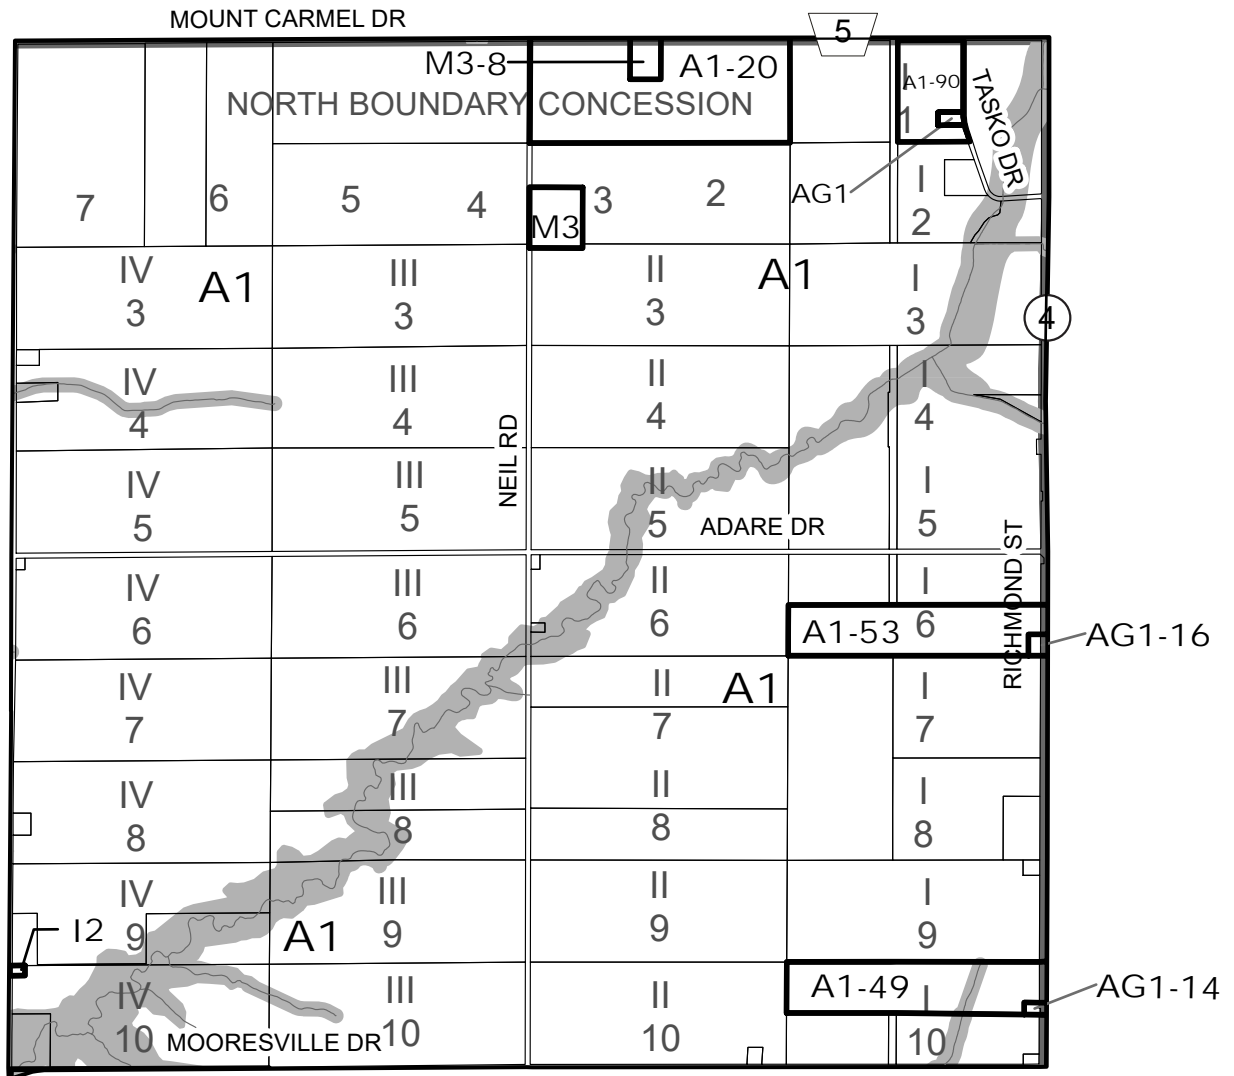 MOUNT CARMEL DR
5
M3-8
A1-20
I
A1-90
1
TASKO DR
NORTH BOUNDARY CONCESSION
AG1
7
6
5
4
3
2
I
2
M3
IV
3
A1
III
3
II
3
A1
I
3
4
IV
4
III
4
II
4
I
4
NEIL RD
IV
5
III
5
II
5
ADARE DR
I
5
RICHMOND ST
IV
6
III
6
II
6
I
A1-53
6
AG1-16
IV
7
III
7
II
7
A1
I
7
IV
8
III
8
II
8
I
8
I2
IV
9
A1
III
9
II
9
I
9
IV
10
MOORESVILLE DR
III
10
II
10
A1-49
I
10
AG1-14